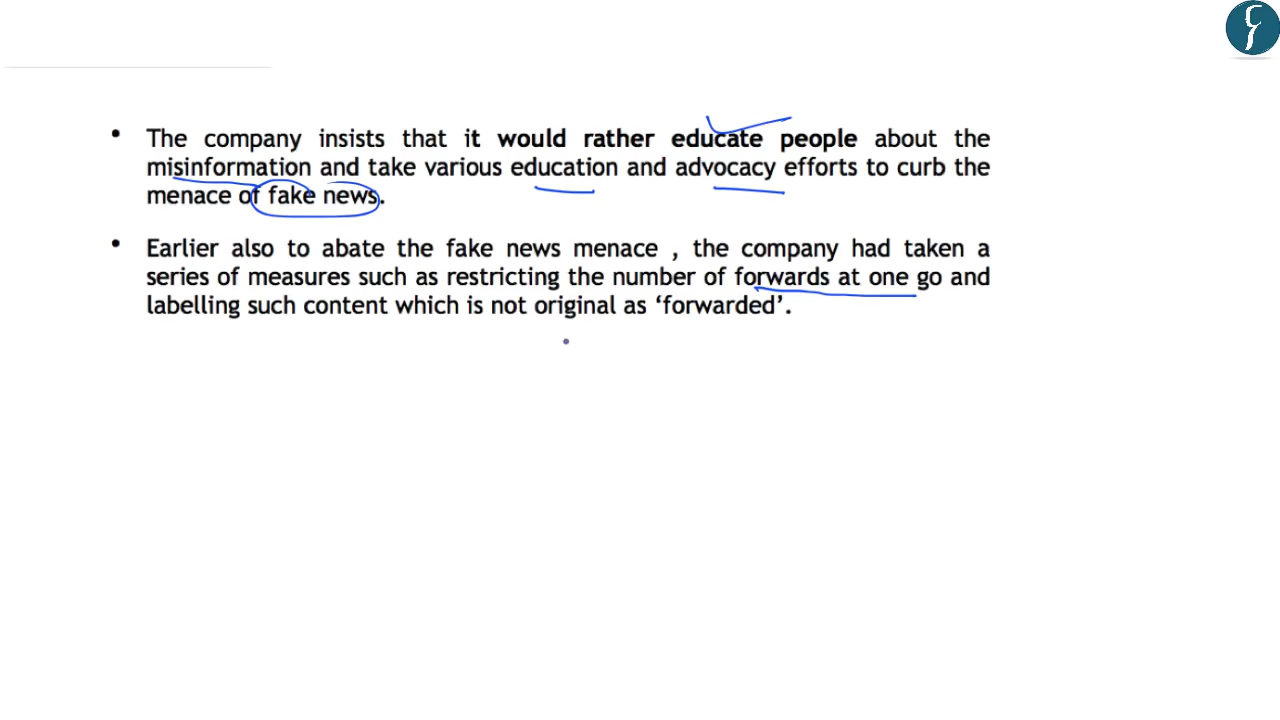 • The company insists that it would rather educate people about the
misinformation and take various education and advocacy efforts to curb the
menace of fake news.
• Earlier also to abate the fake news menace , the company had taken a
series of measures such as restricting the number of forwards at one go and
labelling such content which is not original as ‘forwarded’.